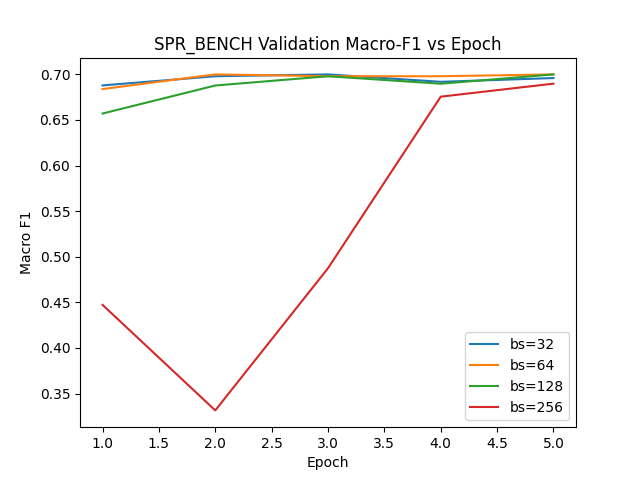 SPR_BENCH Validation Macro-F1 vs Epoch
Macro F1
0.70
0.65
0.60
0.55
0.50
0.45
0.40
0.35
1.0 1.5 2.0 2.5 3.0 3.5 4.0 4.5 5.0
Epoch
bs=32
bs=64
bs=128
bs=256